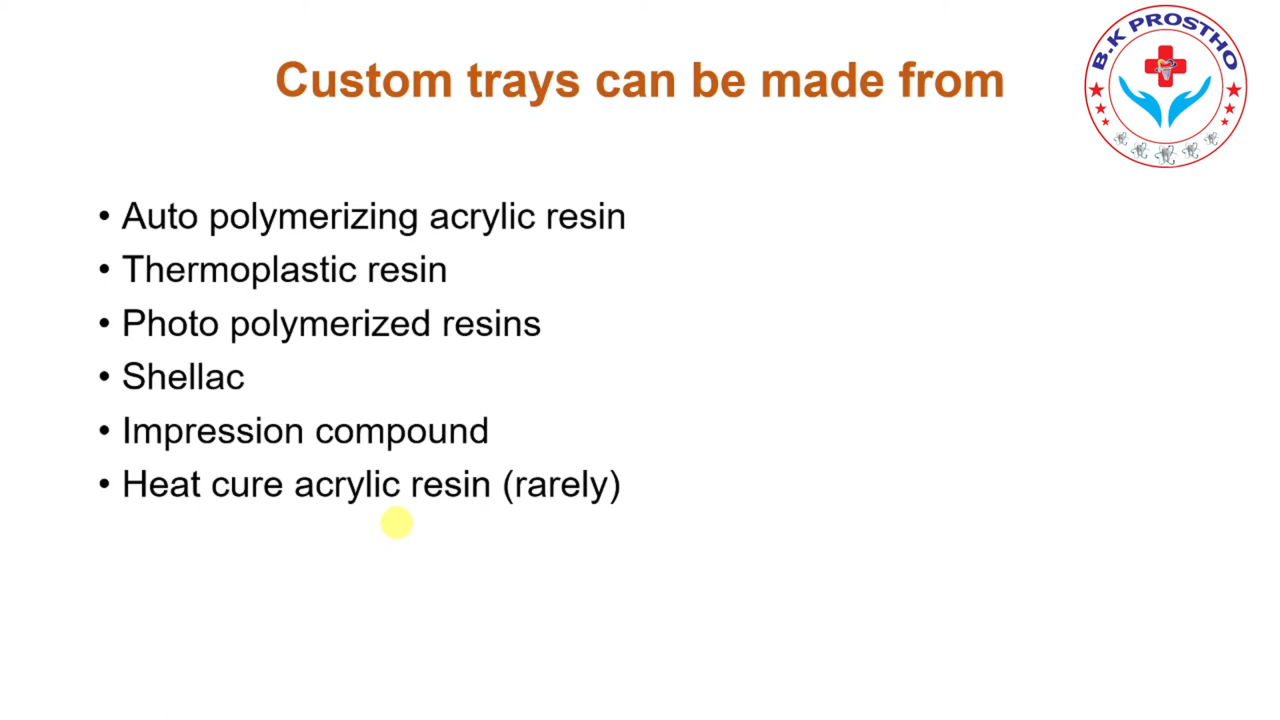 Custom trays can be made from
B.K PROSTHO
• Auto polymerizing acrylic resin
• Thermoplastic resin
• Photo polymerized resins
• Shellac
• Impression compound
• Heat cure acrylic resin (rarely)